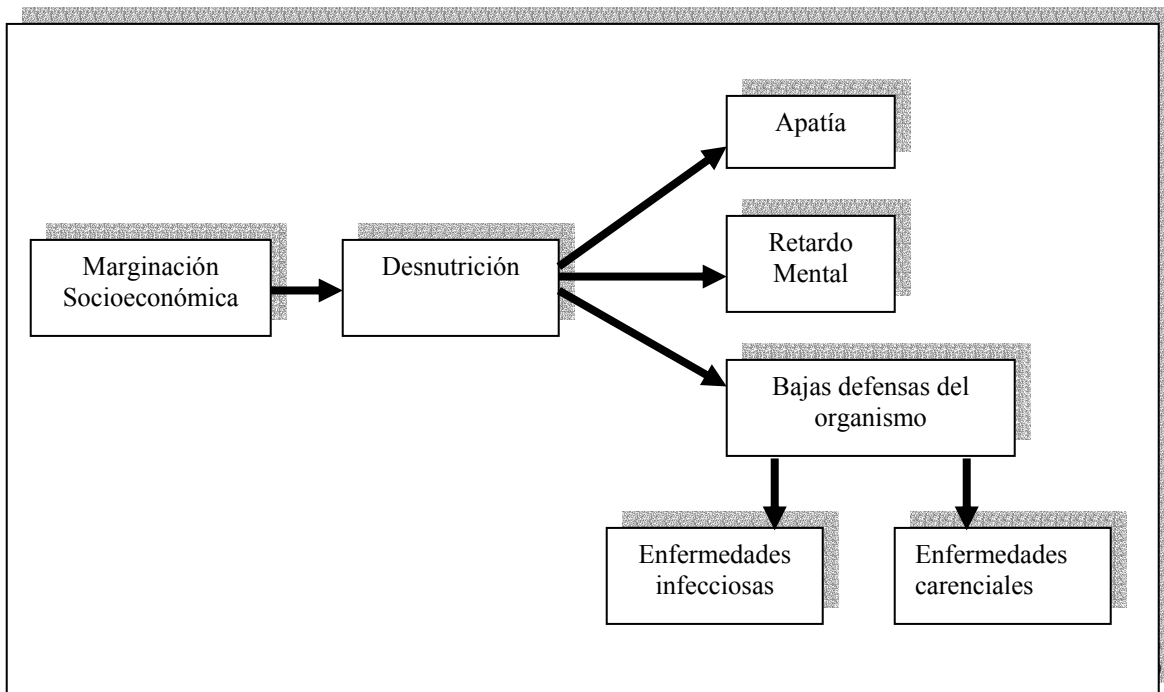 Apatía
Marginación
Socioeconómica
Desnutrición
Retardo
Mental
Bajas defensas del
organismo
Enfermedades
infecciosas
Enfermedades
carenciales